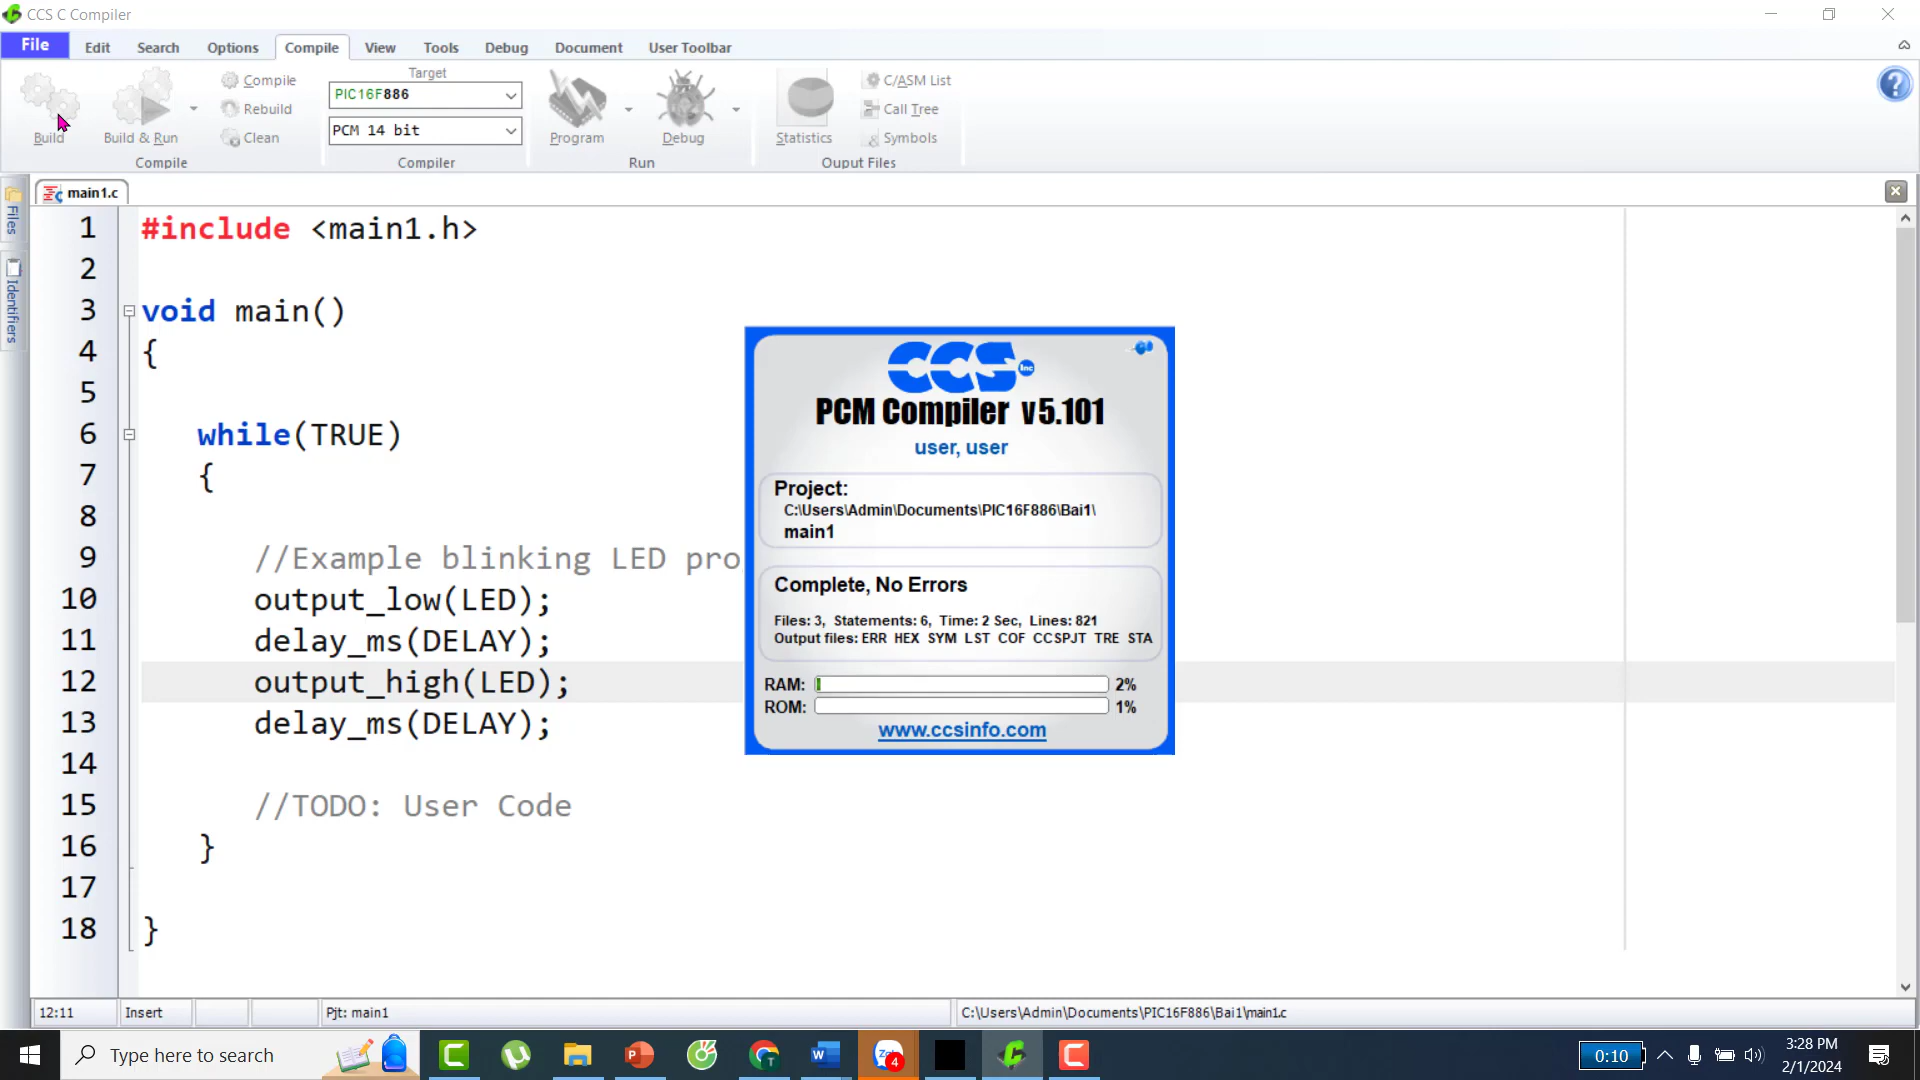 CCS C Compiler
File Edit Search Options Compile View Tools Debug Document User Toolbar
Build
Build & Run
Compile
Rebuild
Clean
Compile
Target
PIC16F886
PCM 14 bit
Compiler
Program
Debug
Run
Statistics
C/ASM List
Call Tree
Symbols
Ouput Files
Files
Identifiers
main1.c
1 #include <main1.h>
2
3 void main()
4 {
5
6 while(TRUE)
7 {
8
9 //Example blinking LED pro
10 output_low(LED);
11 delay_ms(DELAY);
12 output_high(LED);
13 delay_ms(DELAY);
14
15 //TODO: User Code
16 }
17
18 }
CCS Inc
PCM Compiler v5.101
user, user
Project:
C:\Users\Admin\Documents\PIC16F886\Bai1\
main1
Complete, No Errors
Files: 3, Statements: 6, Time: 2 Sec, Lines: 821
Output files: ERR HEX SYM LST COF CCSPJT TRE STA
RAM: 2%
ROM: 1%
www.ccsinfo.com
12:11 Insert Pjt: main1 C:\Users\Admin\Documents\PIC16F886\Bai1\main1.c
Type here to search
4
0:10
3:28 PM
2/1/2024